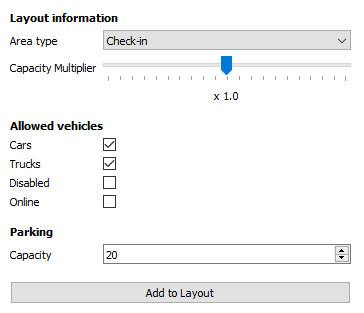 Layout information
Area type Check-in
Capacity Multiplier
x 1.0
Allowed vehicles
Cars
Trucks
Disabled
Online
Parking
Capacity 20
Add to Layout